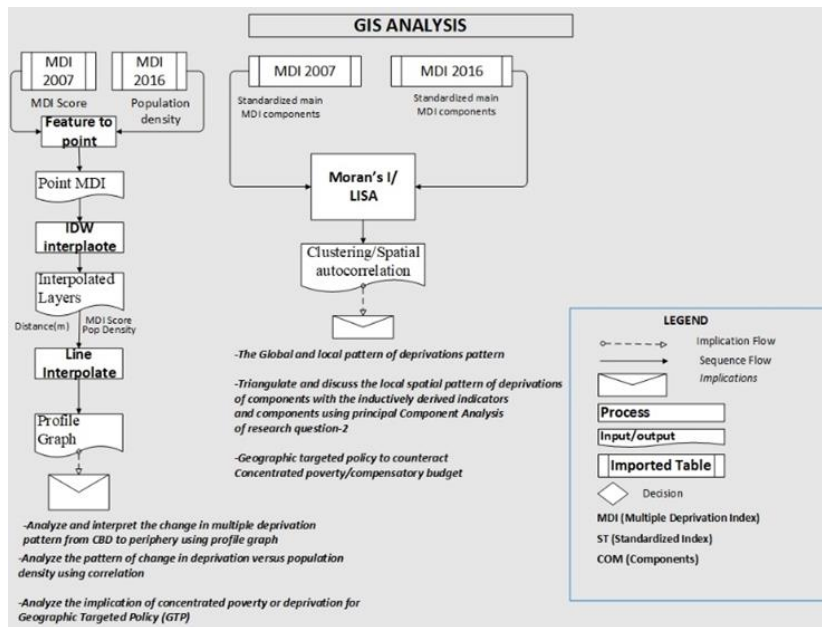 GIS ANALYSIS
MDI
2007
MDI
2016
MDI Score
Population
density
Feature to
point
Point MDI
IDW
interplaote
Interpolated
Layers
Distance(m)
MDI Score
Pop Density
Line
Interpolate
Profile
Graph
-Analyze and interpret the change in multiple deprivation
pattern from CBD to periphery using profile graph
-Analyze the pattern of change in deprivation versus population
density using correlation
-Analyze the implication of concentrated poverty or deprivation for
Geographic Targeted Policy (GTP)
MDI 2007
MDI 2016
Standardized main
MDI components
Standardized main
MDI components
Moran's I/
LISA
Clustering/Spatial
autocorrelation
-The Global and local pattern of deprivations pattern
-Triangulate and discuss the local spatial pattern of deprivations
of components with the inductively derived indicators
and components using principal Component Analysis
of research question-2
-Geographic targeted policy to counteract
Concentrated poverty/compensatory budget
LEGEND
Implication Flow
Sequence Flow
Implications
Process
Input/output
Imported Table
Decision
MDI (Multiple Deprivation Index)
ST (Standardized Index)
COM (Components)